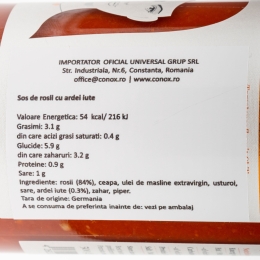 IMPORTATOR OFICIAL UNIVERSAL GRUP SRL
Str. Industriala, Nr.6, Constanta, Romania
office@conox.ro | www.conox.ro
Sos de rosii cu ardei iute
Valoare Energetica: 54 kcal/ 216 kJ
Grasimi: 3.1 g
din care acizi grasi saturati: 0.4 g
Glucide: 5.9 g
din care zaharuri: 3.2 g
Proteine: 0.9 g
Sare: 1 g
Ingrediente: rosii (84%), ceapa, ulei de masline extravirgin, usturoi,
sare, ardei iute (0.3%), zahar, piper.
Tara de origine: Germania
A se consuma de preferinta inainte de: vezi pe ambalaj